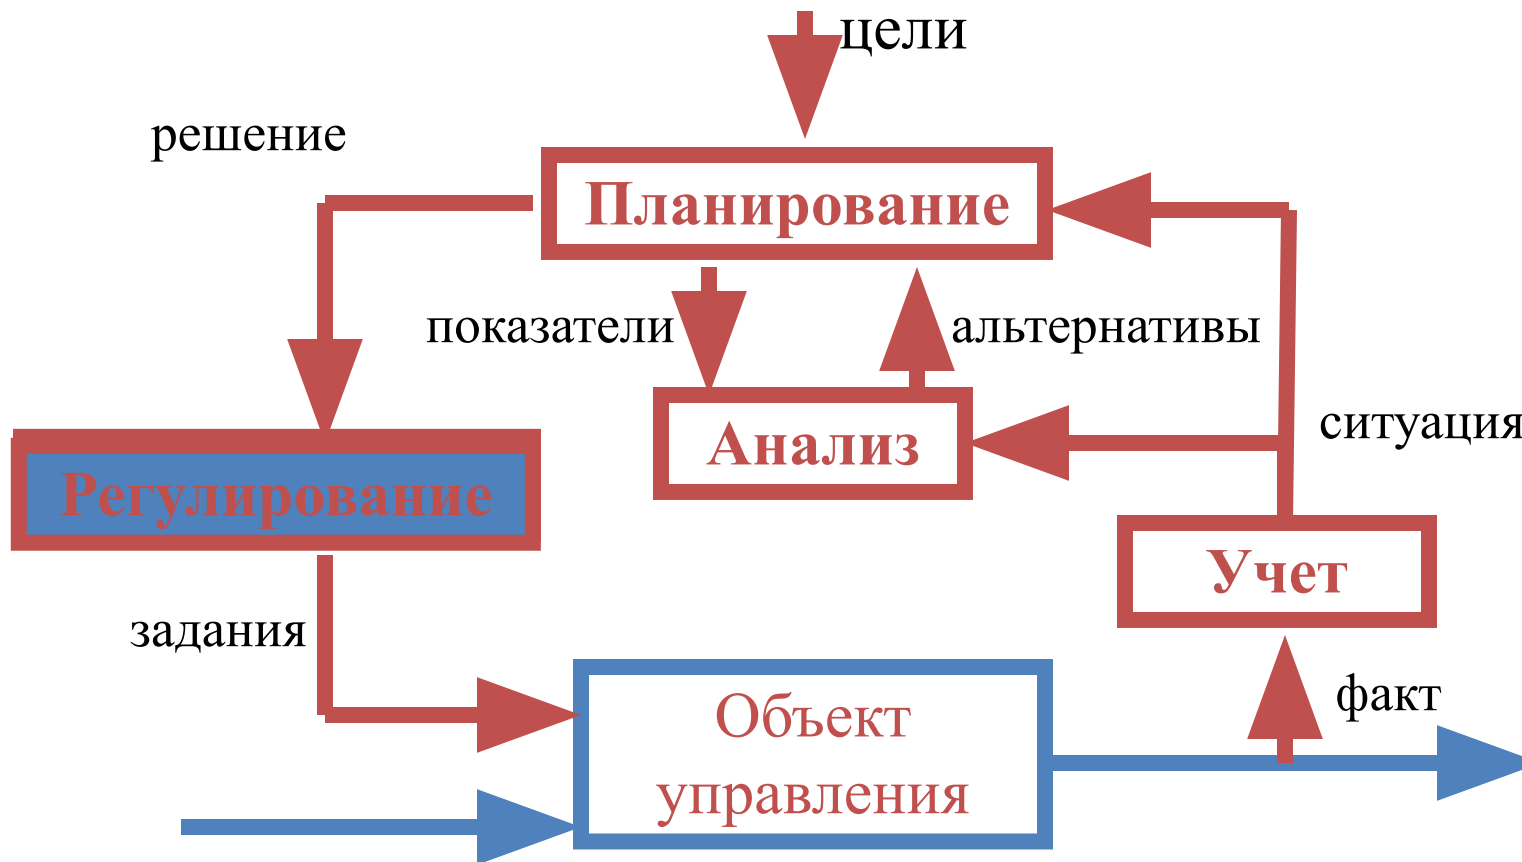 цели
решение
Планирование
показатели
альтернативы
Анализ
ситуация
Регулирование
Учет
задания
факт
Объект
управления